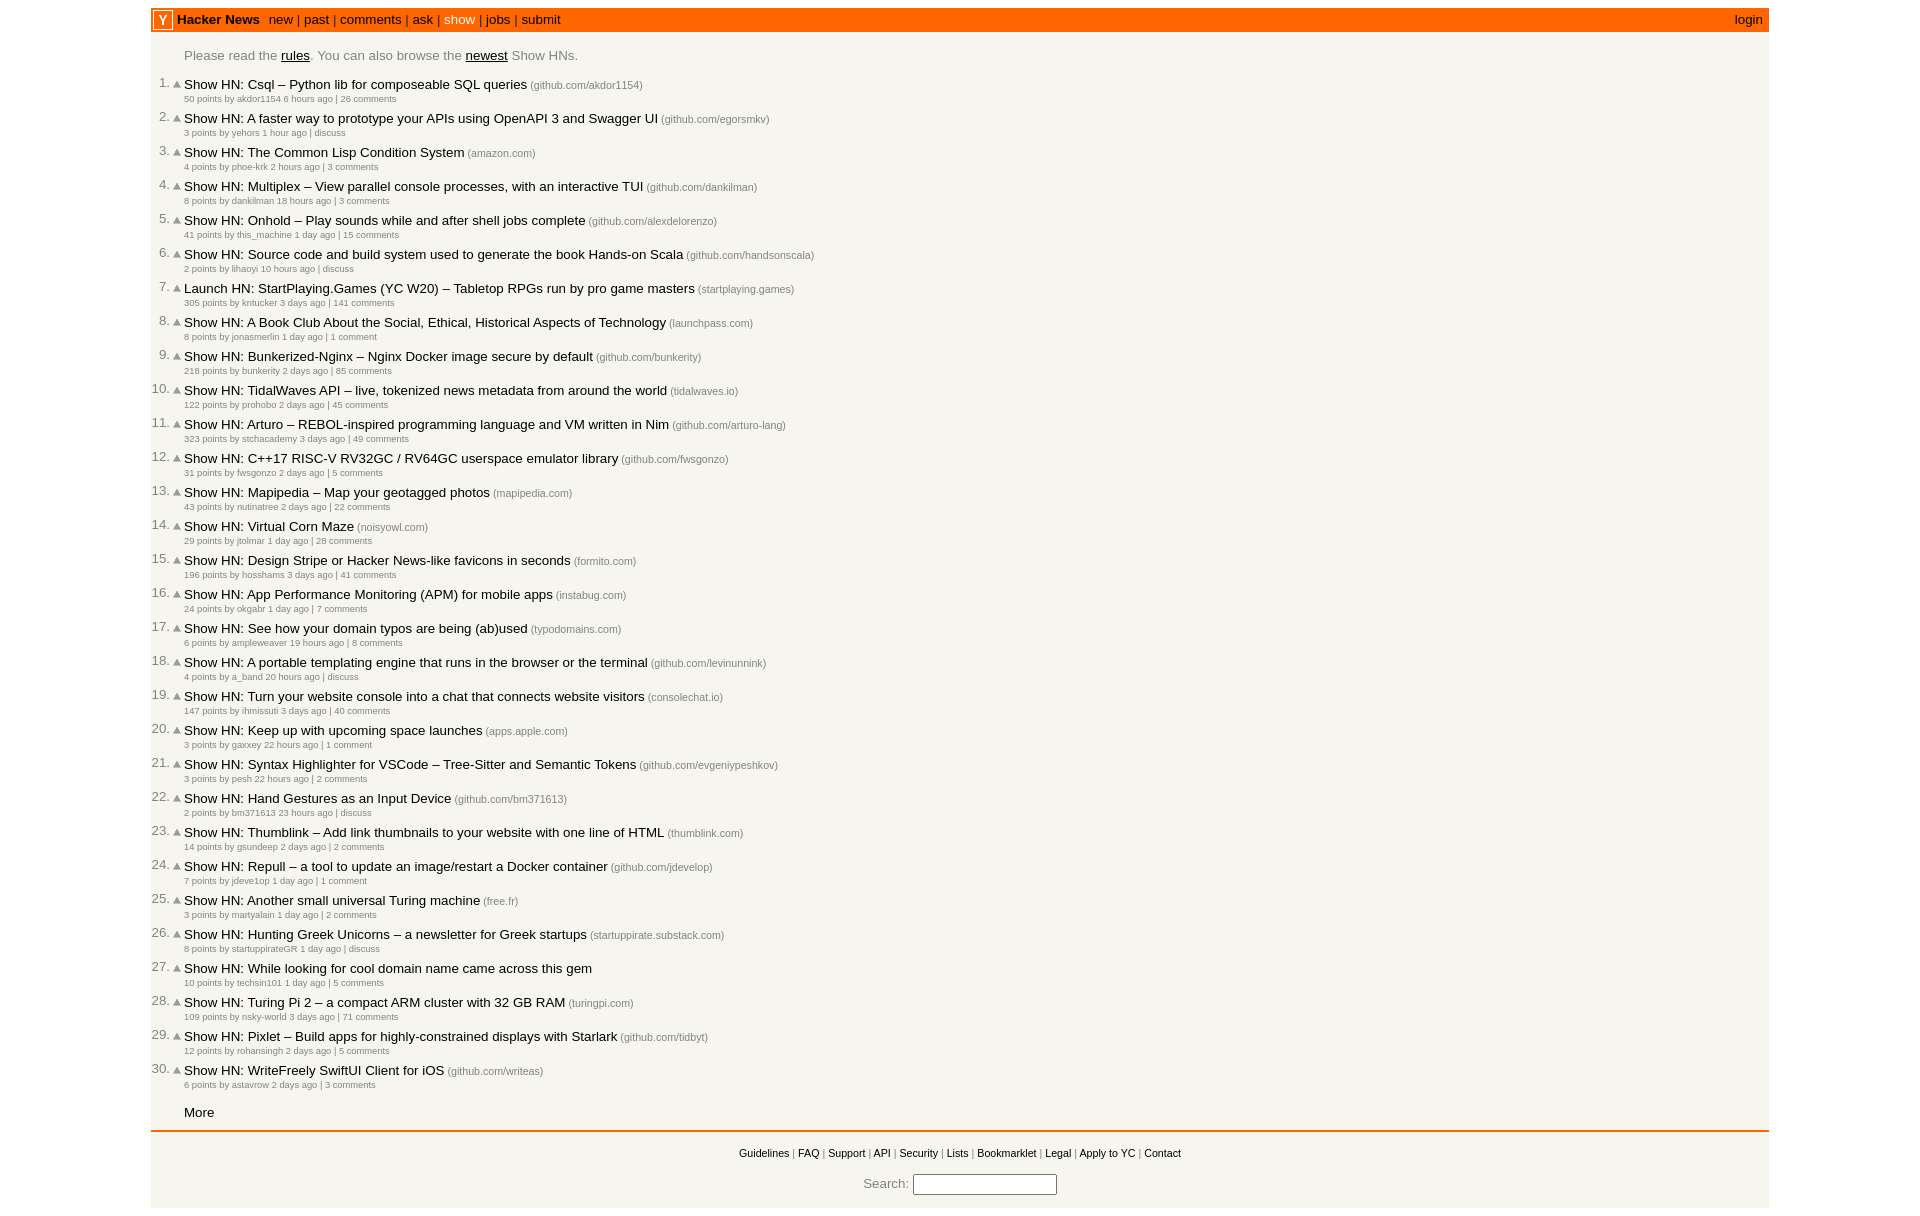 Y Hacker News new | past | comments | ask | show | jobs | submit login
Please read the rules. You can also browse the newest Show HNs.
1. Show HN: Csql – Python lib for composeable SQL queries (github.com/akdor1154)
50 points by akdor1154 6 hours ago | 26 comments
2. Show HN: A faster way to prototype your APIs using OpenAPI 3 and Swagger UI (github.com/egorsmkv)
3 points by yehors 1 hour ago | discuss
3. Show HN: The Common Lisp Condition System (amazon.com)
4 points by phoe-krk 2 hours ago | 3 comments
4. Show HN: Multiplex – View parallel console processes, with an interactive TUI (github.com/dankilman)
8 points by dankilman 18 hours ago | 3 comments
5. Show HN: Onhold – Play sounds while and after shell jobs complete (github.com/alexdelorenzo)
41 points by this_machine 1 day ago | 15 comments
6. Show HN: Source code and build system used to generate the book Hands-on Scala (github.com/handsonscala)
2 points by lihaoyi 10 hours ago | discuss
7. Launch HN: StartPlaying.Games (YC W20) – Tabletop RPGs run by pro game masters (startplaying.games)
305 points by kntucker 3 days ago | 141 comments
8. Show HN: A Book Club About the Social, Ethical, Historical Aspects of Technology (launchpass.com)
8 points by jonasmerlin 1 day ago | 1 comment
9. Show HN: Bunkerized-Nginx – Nginx Docker image secure by default (github.com/bunkerity)
218 points by bunkerity 2 days ago | 85 comments
10. Show HN: TidalWaves API – live, tokenized news metadata from around the world (tidalwaves.io)
122 points by prohobo 2 days ago | 45 comments
11. Show HN: Arturo – REBOL-inspired programming language and VM written in Nim (github.com/arturo-lang)
323 points by stchacademy 3 days ago | 49 comments
12. Show HN: C++17 RISC-V RV32GC / RV64GC userspace emulator library (github.com/fwsgonzo)
31 points by fwsgonzo 2 days ago | 5 comments
13. Show HN: Mapipedia – Map your geotagged photos (mapipedia.com)
43 points by nutinatree 2 days ago | 22 comments
14. Show HN: Virtual Corn Maze (noisyowl.com)
29 points by jtolmar 1 day ago | 28 comments
15. Show HN: Design Stripe or Hacker News-like favicons in seconds (formito.com)
196 points by hosshams 3 days ago | 41 comments
16. Show HN: App Performance Monitoring (APM) for mobile apps (instabug.com)
24 points by okgabr 1 day ago | 7 comments
17. Show HN: See how your domain typos are being (ab)used (typodomains.com)
6 points by ampleweaver 19 hours ago | 8 comments
18. Show HN: A portable templating engine that runs in the browser or the terminal (github.com/levinunnink)
4 points by a_band 20 hours ago | discuss
19. Show HN: Turn your website console into a chat that connects website visitors (consolechat.io)
147 points by ihmissuti 3 days ago | 40 comments
20. Show HN: Keep up with upcoming space launches (apps.apple.com)
3 points by gaxxey 22 hours ago | 1 comment
21. Show HN: Syntax Highlighter for VSCode – Tree-Sitter and Semantic Tokens (github.com/evgeniypeshkov)
3 points by pesh 22 hours ago | 2 comments
22. Show HN: Hand Gestures as an Input Device (github.com/bm371613)
2 points by bm371613 23 hours ago | discuss
23. Show HN: Thumblink – Add link thumbnails to your website with one line of HTML (thumblink.com)
14 points by gsundeep 2 days ago | 2 comments
24. Show HN: Repull – a tool to update an image/restart a Docker container (github.com/jdevelop)
7 points by jdeve1op 1 day ago | 1 comment
25. Show HN: Another small universal Turing machine (free.fr)
3 points by martyalain 1 day ago | 2 comments
26. Show HN: Hunting Greek Unicorns – a newsletter for Greek startups (startuppirate.substack.com)
8 points by startuppirateGR 1 day ago | discuss
27. Show HN: While looking for cool domain name came across this gem
10 points by techsin101 1 day ago | 5 comments
28. Show HN: Turing Pi 2 – a compact ARM cluster with 32 GB RAM (turingpi.com)
109 points by nsky-world 3 days ago | 71 comments
29. Show HN: Pixlet – Build apps for highly-constrained displays with Starlark (github.com/tidbyt)
12 points by rohansingh 2 days ago | 5 comments
30. Show HN: WriteFreely SwiftUI Client for iOS (github.com/writeas)
6 points by astavrow 2 days ago | 3 comments
More
Guidelines | FAQ | Support | API | Security | Lists | Bookmarklet | Legal | Apply to YC | Contact
Search: